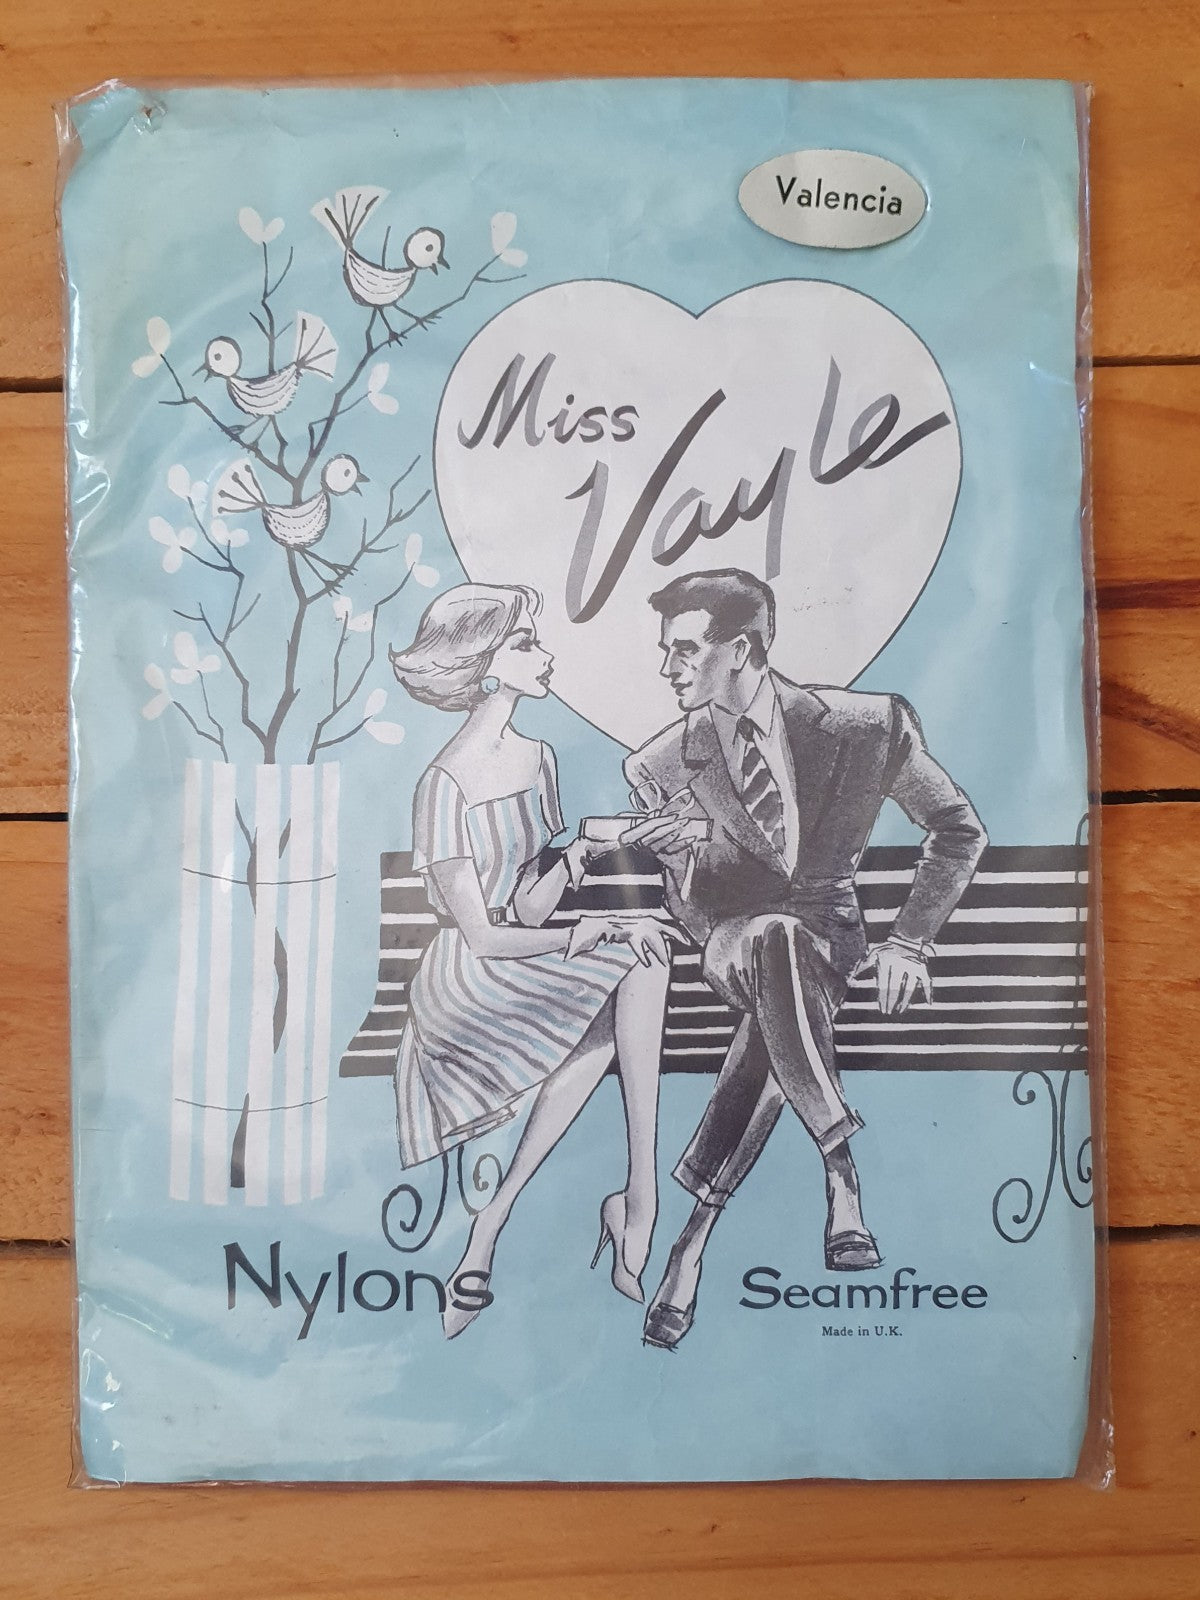 Valencia
Miss
Vayle
Nylons
Seamfree
Made in U.K.